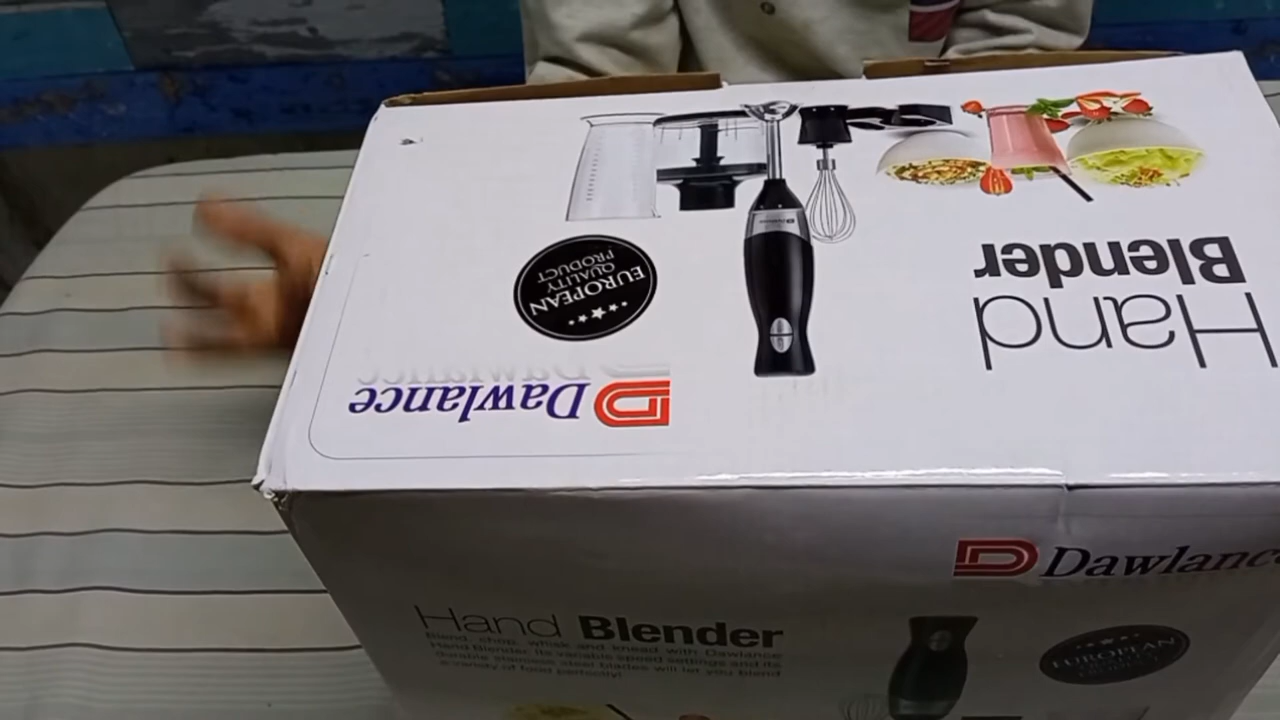 Hand
Blender
Dawlance
EUROPEAN
QUALITY
PRODUCT
Dawlance
Hand Blender
Blend, chop, whisk and knead with Dawlance
Hand Blender. Its variable speed settings and its
durable stainless steel blades will let you blend
a variety of food perfectly!
EUROPEAN